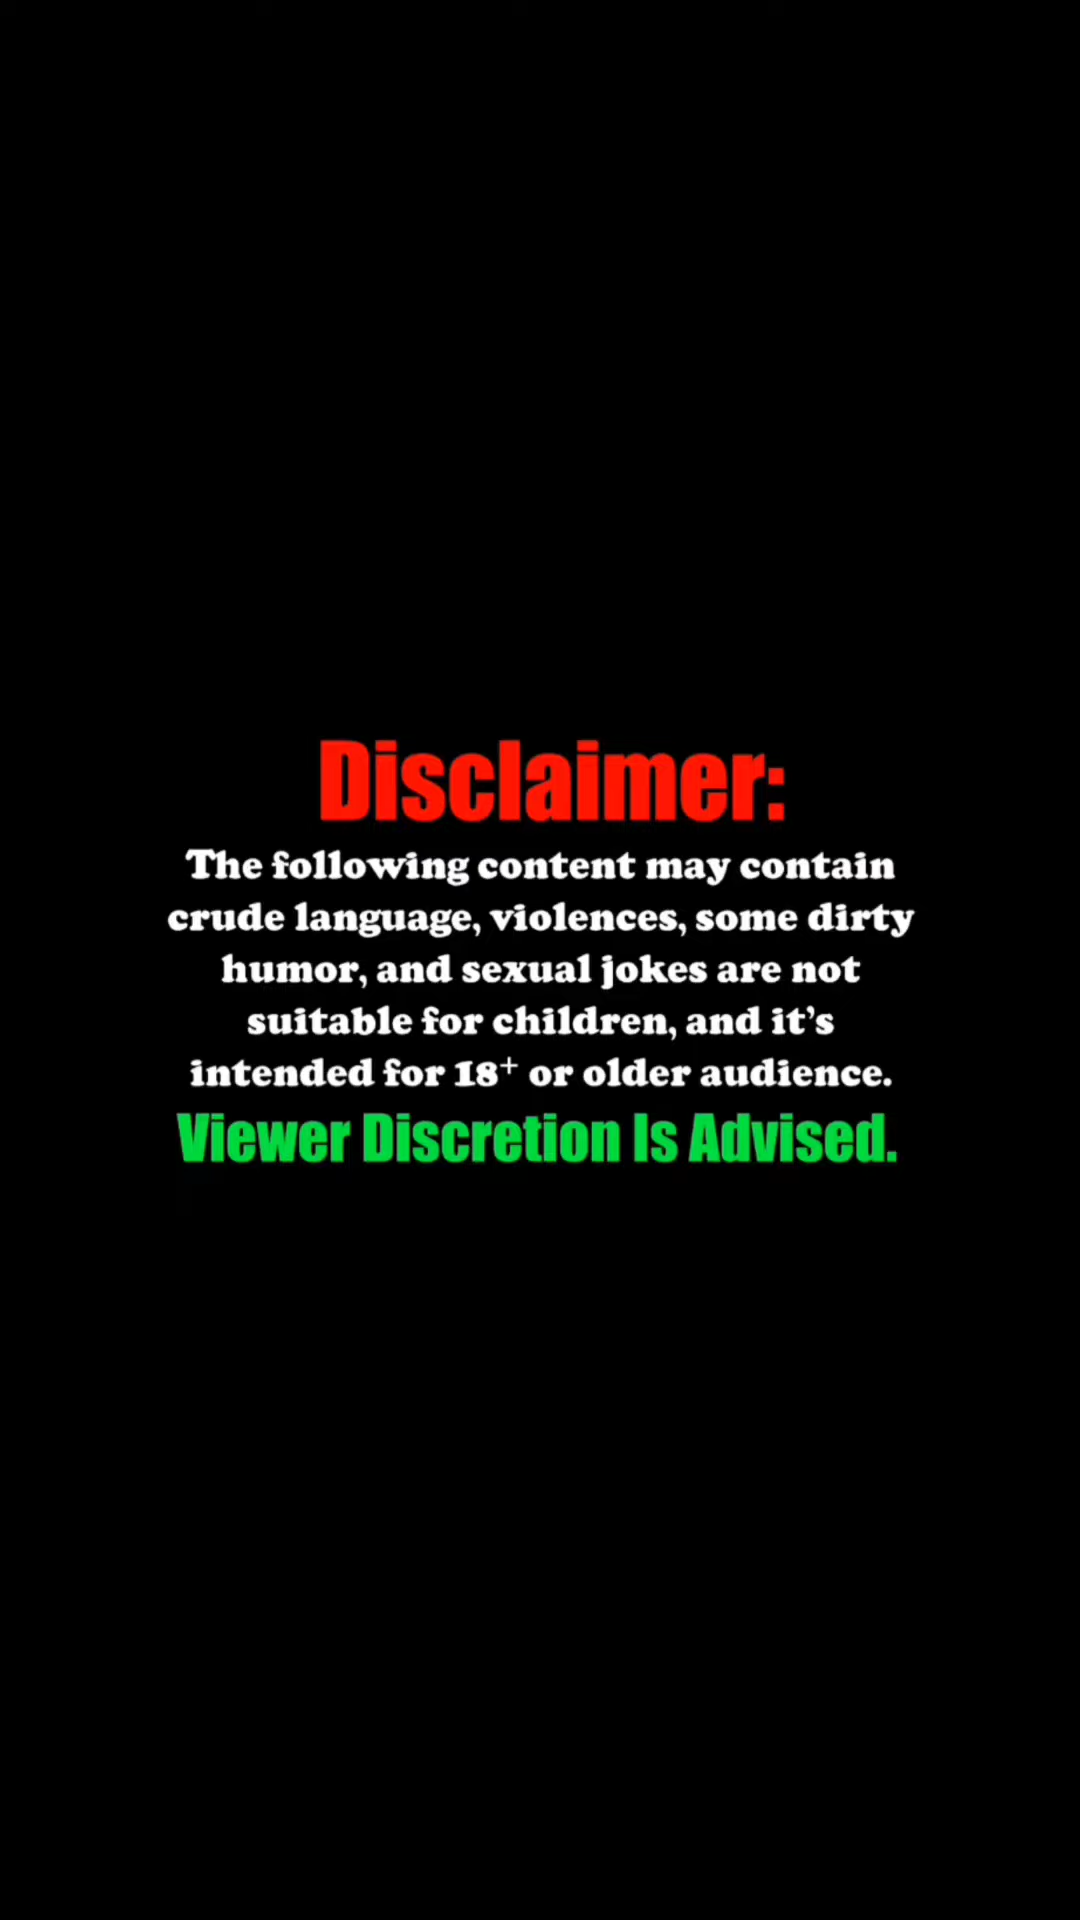 Disclaimer:
The following content may contain
crude language, violences, some dirty
humor, and sexual jokes are not
suitable for children, and it's
intended for 18+ or older audience.
Viewer Discretion Is Advised.